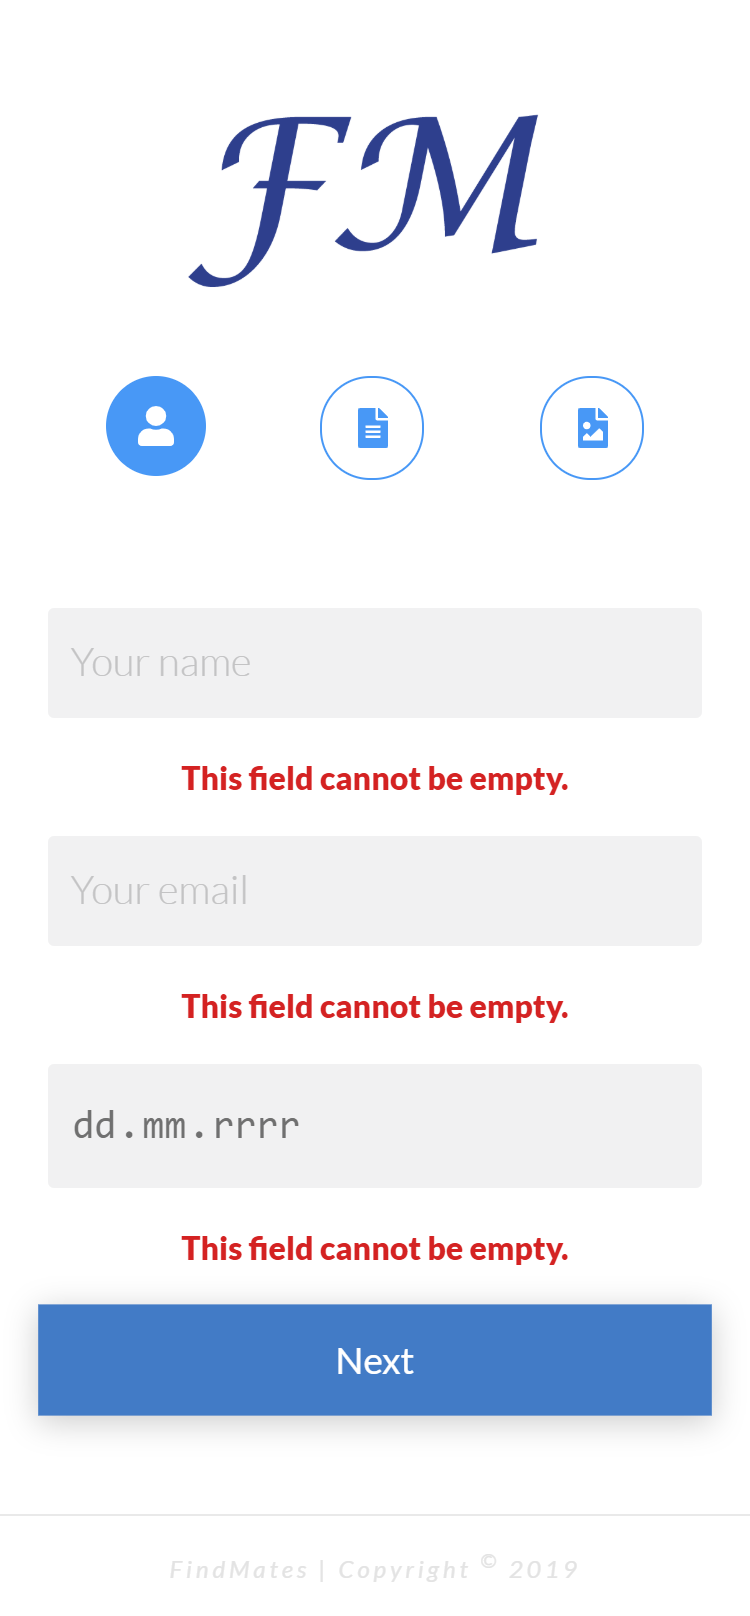 FM
Your name
This field cannot be empty.
Your email
This field cannot be empty.
dd.mm.rrrr
This field cannot be empty.
Next
FindMates | Copyright © 2019